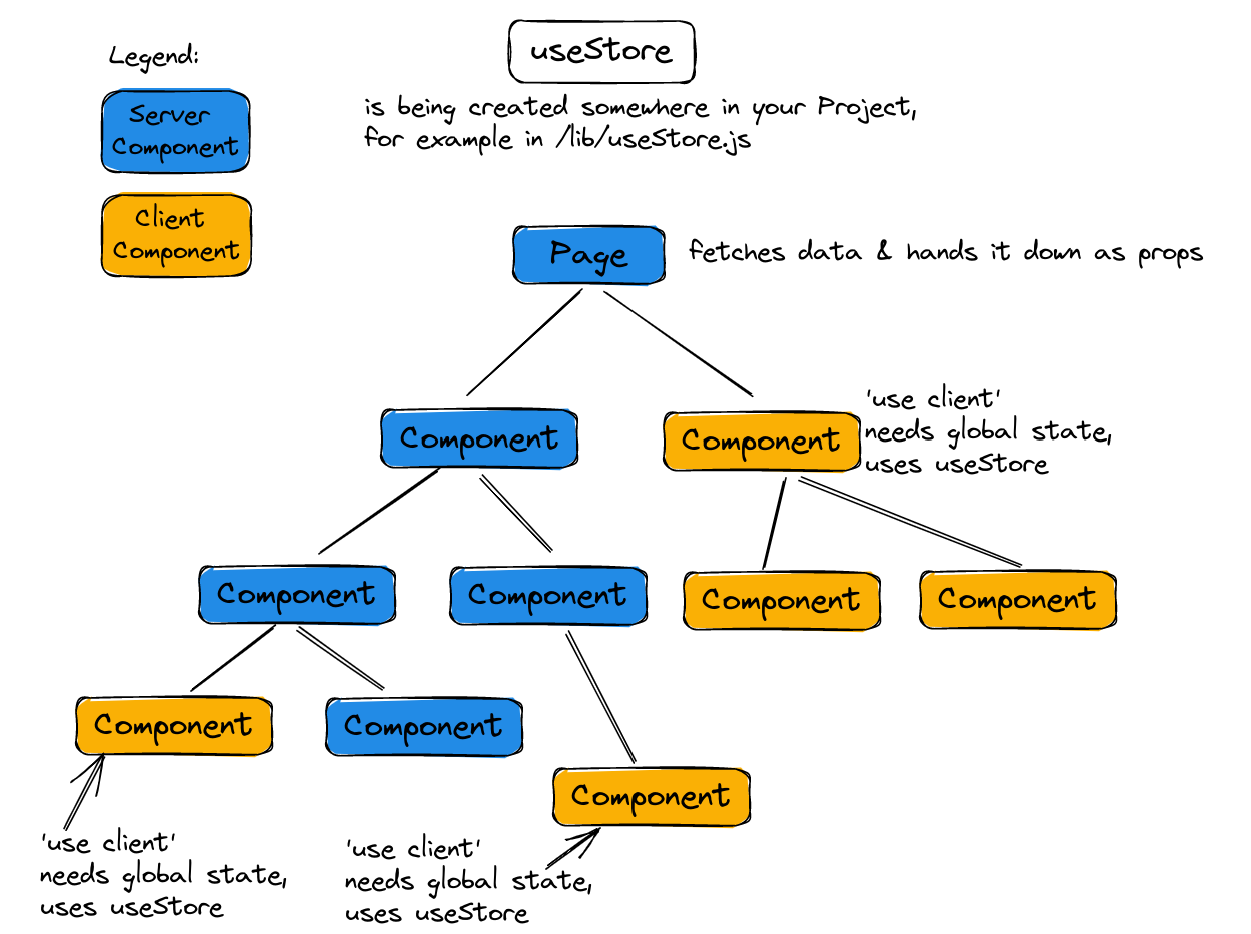 Legend:
Server
Component
Client
Component
useStore
is being created somewhere in your Project,
for example in /lib/useStore.js
Page
fetches data & hands it down as props
Component
Component
'use client'
needs global state,
uses useStore
Component
Component
Component
Component
Component
Component
Component
'use client'
needs global state,
uses useStore
'use client'
needs global state,
uses useStore